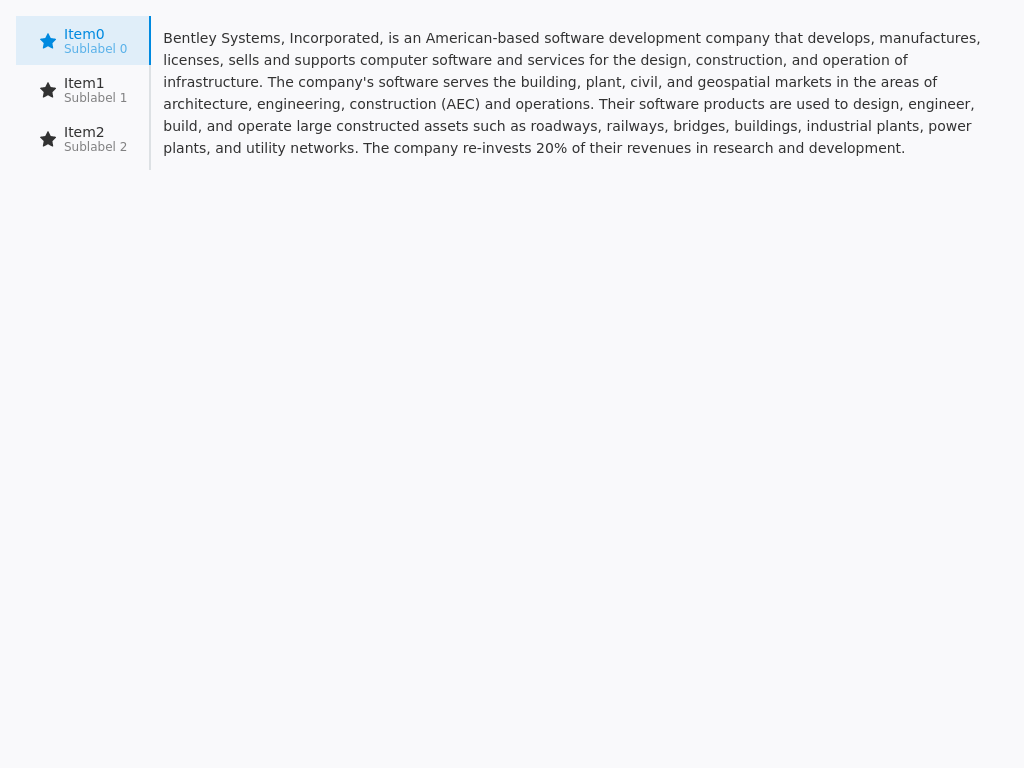 Item0
Sublabel 0
Item1
Sublabel 1
Item2
Sublabel 2
Bentley Systems, Incorporated, is an American-based software development company that develops, manufactures,
licenses, sells and supports computer software and services for the design, construction, and operation of
infrastructure. The company's software serves the building, plant, civil, and geospatial markets in the areas of
architecture, engineering, construction (AEC) and operations. Their software products are used to design, engineer,
build, and operate large constructed assets such as roadways, railways, bridges, buildings, industrial plants, power
plants, and utility networks. The company re-invests 20% of their revenues in research and development.